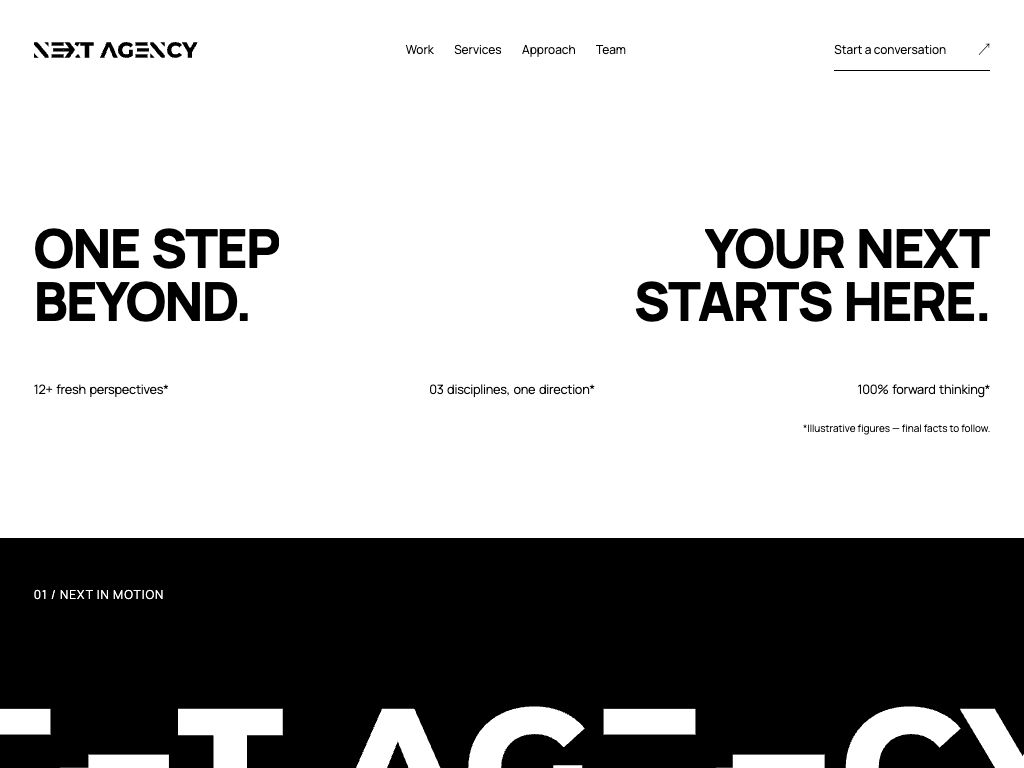 NEXT AGENCY
Work Services Approach Team
Start a conversation
ONE STEP
BEYOND.
YOUR NEXT
STARTS HERE.
12+ fresh perspectives*
03 disciplines, one direction*
100% forward thinking*
*Illustrative figures — final facts to follow.
01 / NEXT IN MOTION